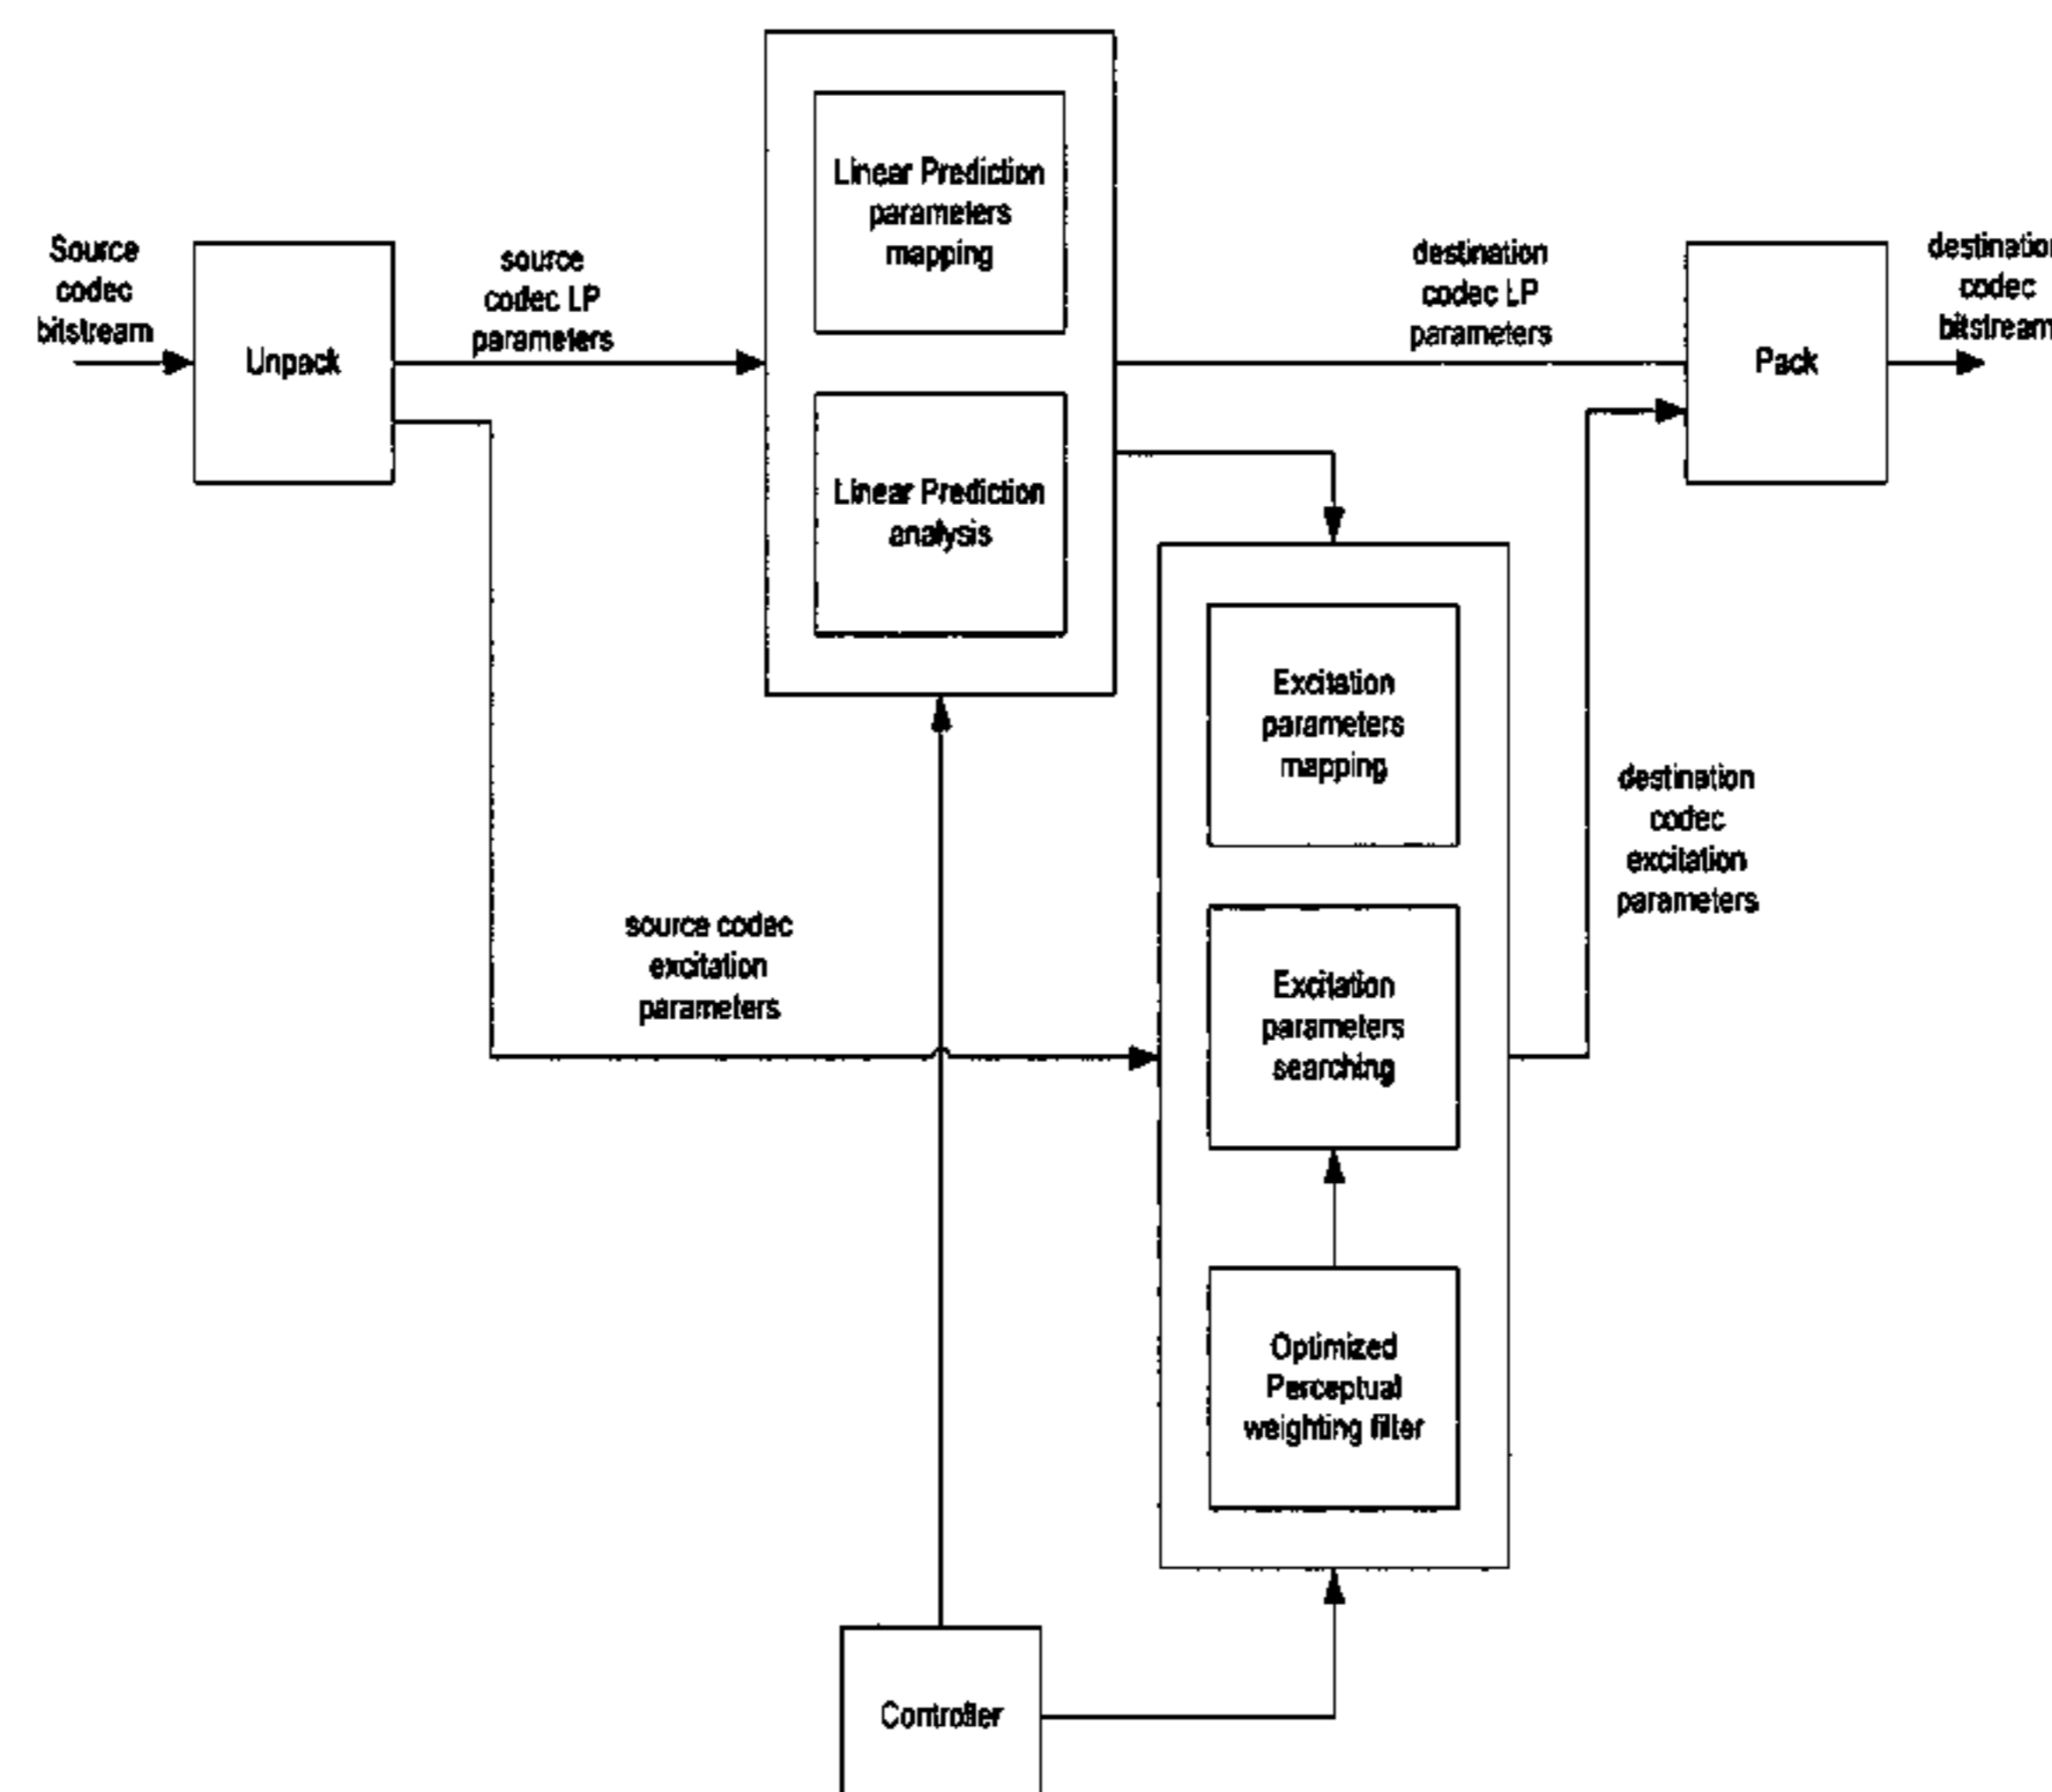 Source
codec
bitstream
Unpack
source
codec LP
parameters
Linear Prediction
parameters
mapping
Linear Prediction
analysis
destination
codec LP
parameters
Pack
destination
codec
bitstream
Excitation
parameters
mapping
destination
codec
excitation
parameters
source codec
excitation
parameters
Excitation
parameters
searching
Optimized
Perceptual
weighting filter
Controller